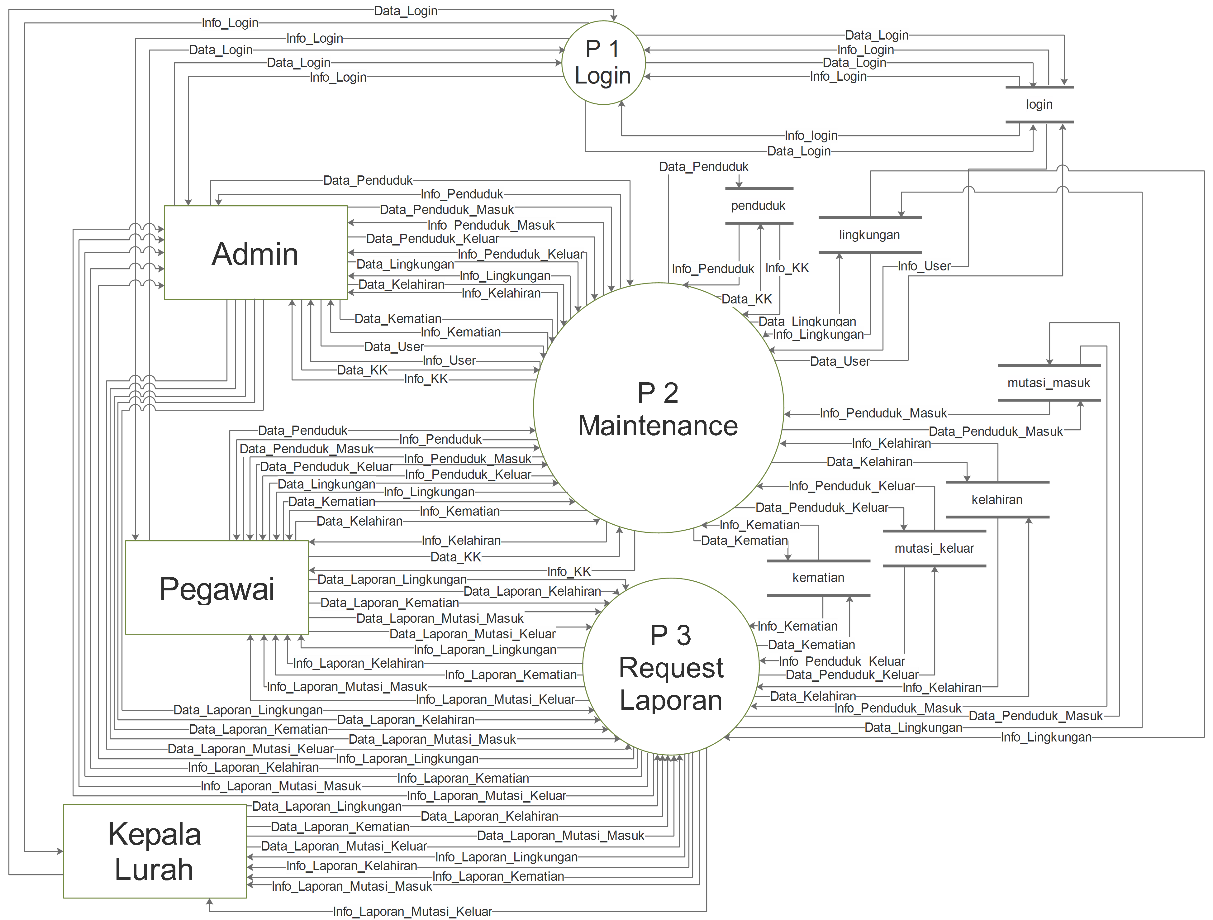 Data_Login
Info_Login
Info_Login
Data_Login
Data_Login
Info_Login
P 1
Login
Data_Login
Info_Login
Data_Login
Info_Login
login
Info_login
Data_Login
Data_Penduduk
Info_Penduduk
Data_Penduduk_Masuk
Info_Penduduk_Masuk
Data_Penduduk_Keluar
Info_Penduduk_Keluar
Data_Lingkungan
Info_Lingkungan
Data_Kelahiran
Info_Kelahiran
Admin
Data_Kematian
Info_Kematian
Data_User
Info_User
Data_KK
Info_KK
Data_Penduduk
penduduk
Info_Penduduk
Info_KK
Data_KK
lingkungan
Data_Lingkungan
Info_Lingkungan
Info_User
Data_User
P 2
Maintenance
mutasi_masuk
Info_Penduduk_Masuk
Data_Penduduk_Masuk
Info_Kelahiran
Data_Kelahiran
kelahiran
Info_Penduduk_Keluar
Data_Penduduk_Keluar
mutasi_keluar
Info_Kematian
Data_Kematian
kematian
Data_Penduduk
Info_Penduduk
Data_Penduduk_Masuk
Info_Penduduk_Masuk
Data_Penduduk_Keluar
Info_Penduduk_Keluar
Data_Lingkungan
Info_Lingkungan
Data_Kematian
Info_Kematian
Data_Kelahiran
Info_Kelahiran
Data_KK
Info_KK
Pegawai
Data_Laporan_Lingkungan
Data_Laporan_Kelahiran
Data_Laporan_Kematian
Data_Laporan_Mutasi_Masuk
Data_Laporan_Mutasi_Keluar
Info_Laporan_Lingkungan
Info_Laporan_Kelahiran
Info_Laporan_Kematian
Info_Laporan_Mutasi_Masuk
Info_Laporan_Mutasi_Keluar
P 3
Request
Laporan
Info_Kematian
Data_Kematian
Info_Penduduk_Keluar
Data_Penduduk_Keluar
Info_Kelahiran
Data_Kelahiran
Info_Penduduk_Masuk
Data_Penduduk_Masuk
Data_Lingkungan
Info_Lingkungan
Data_Laporan_Lingkungan
Data_Laporan_Kelahiran
Data_Laporan_Kematian
Data_Laporan_Mutasi_Masuk
Data_Laporan_Mutasi_Keluar
Info_Laporan_Lingkungan
Info_Laporan_Kelahiran
Info_Laporan_Kematian
Info_Laporan_Mutasi_Masuk
Info_Laporan_Mutasi_Keluar
Kepala
Lurah
Data_Laporan_Lingkungan
Data_Laporan_Kelahiran
Data_Laporan_Kematian
Data_Laporan_Mutasi_Masuk
Data_Laporan_Mutasi_Keluar
Info_Laporan_Lingkungan
Info_Laporan_Kelahiran
Info_Laporan_Kematian
Info_Laporan_Mutasi_Masuk
Info_Laporan_Mutasi_Keluar